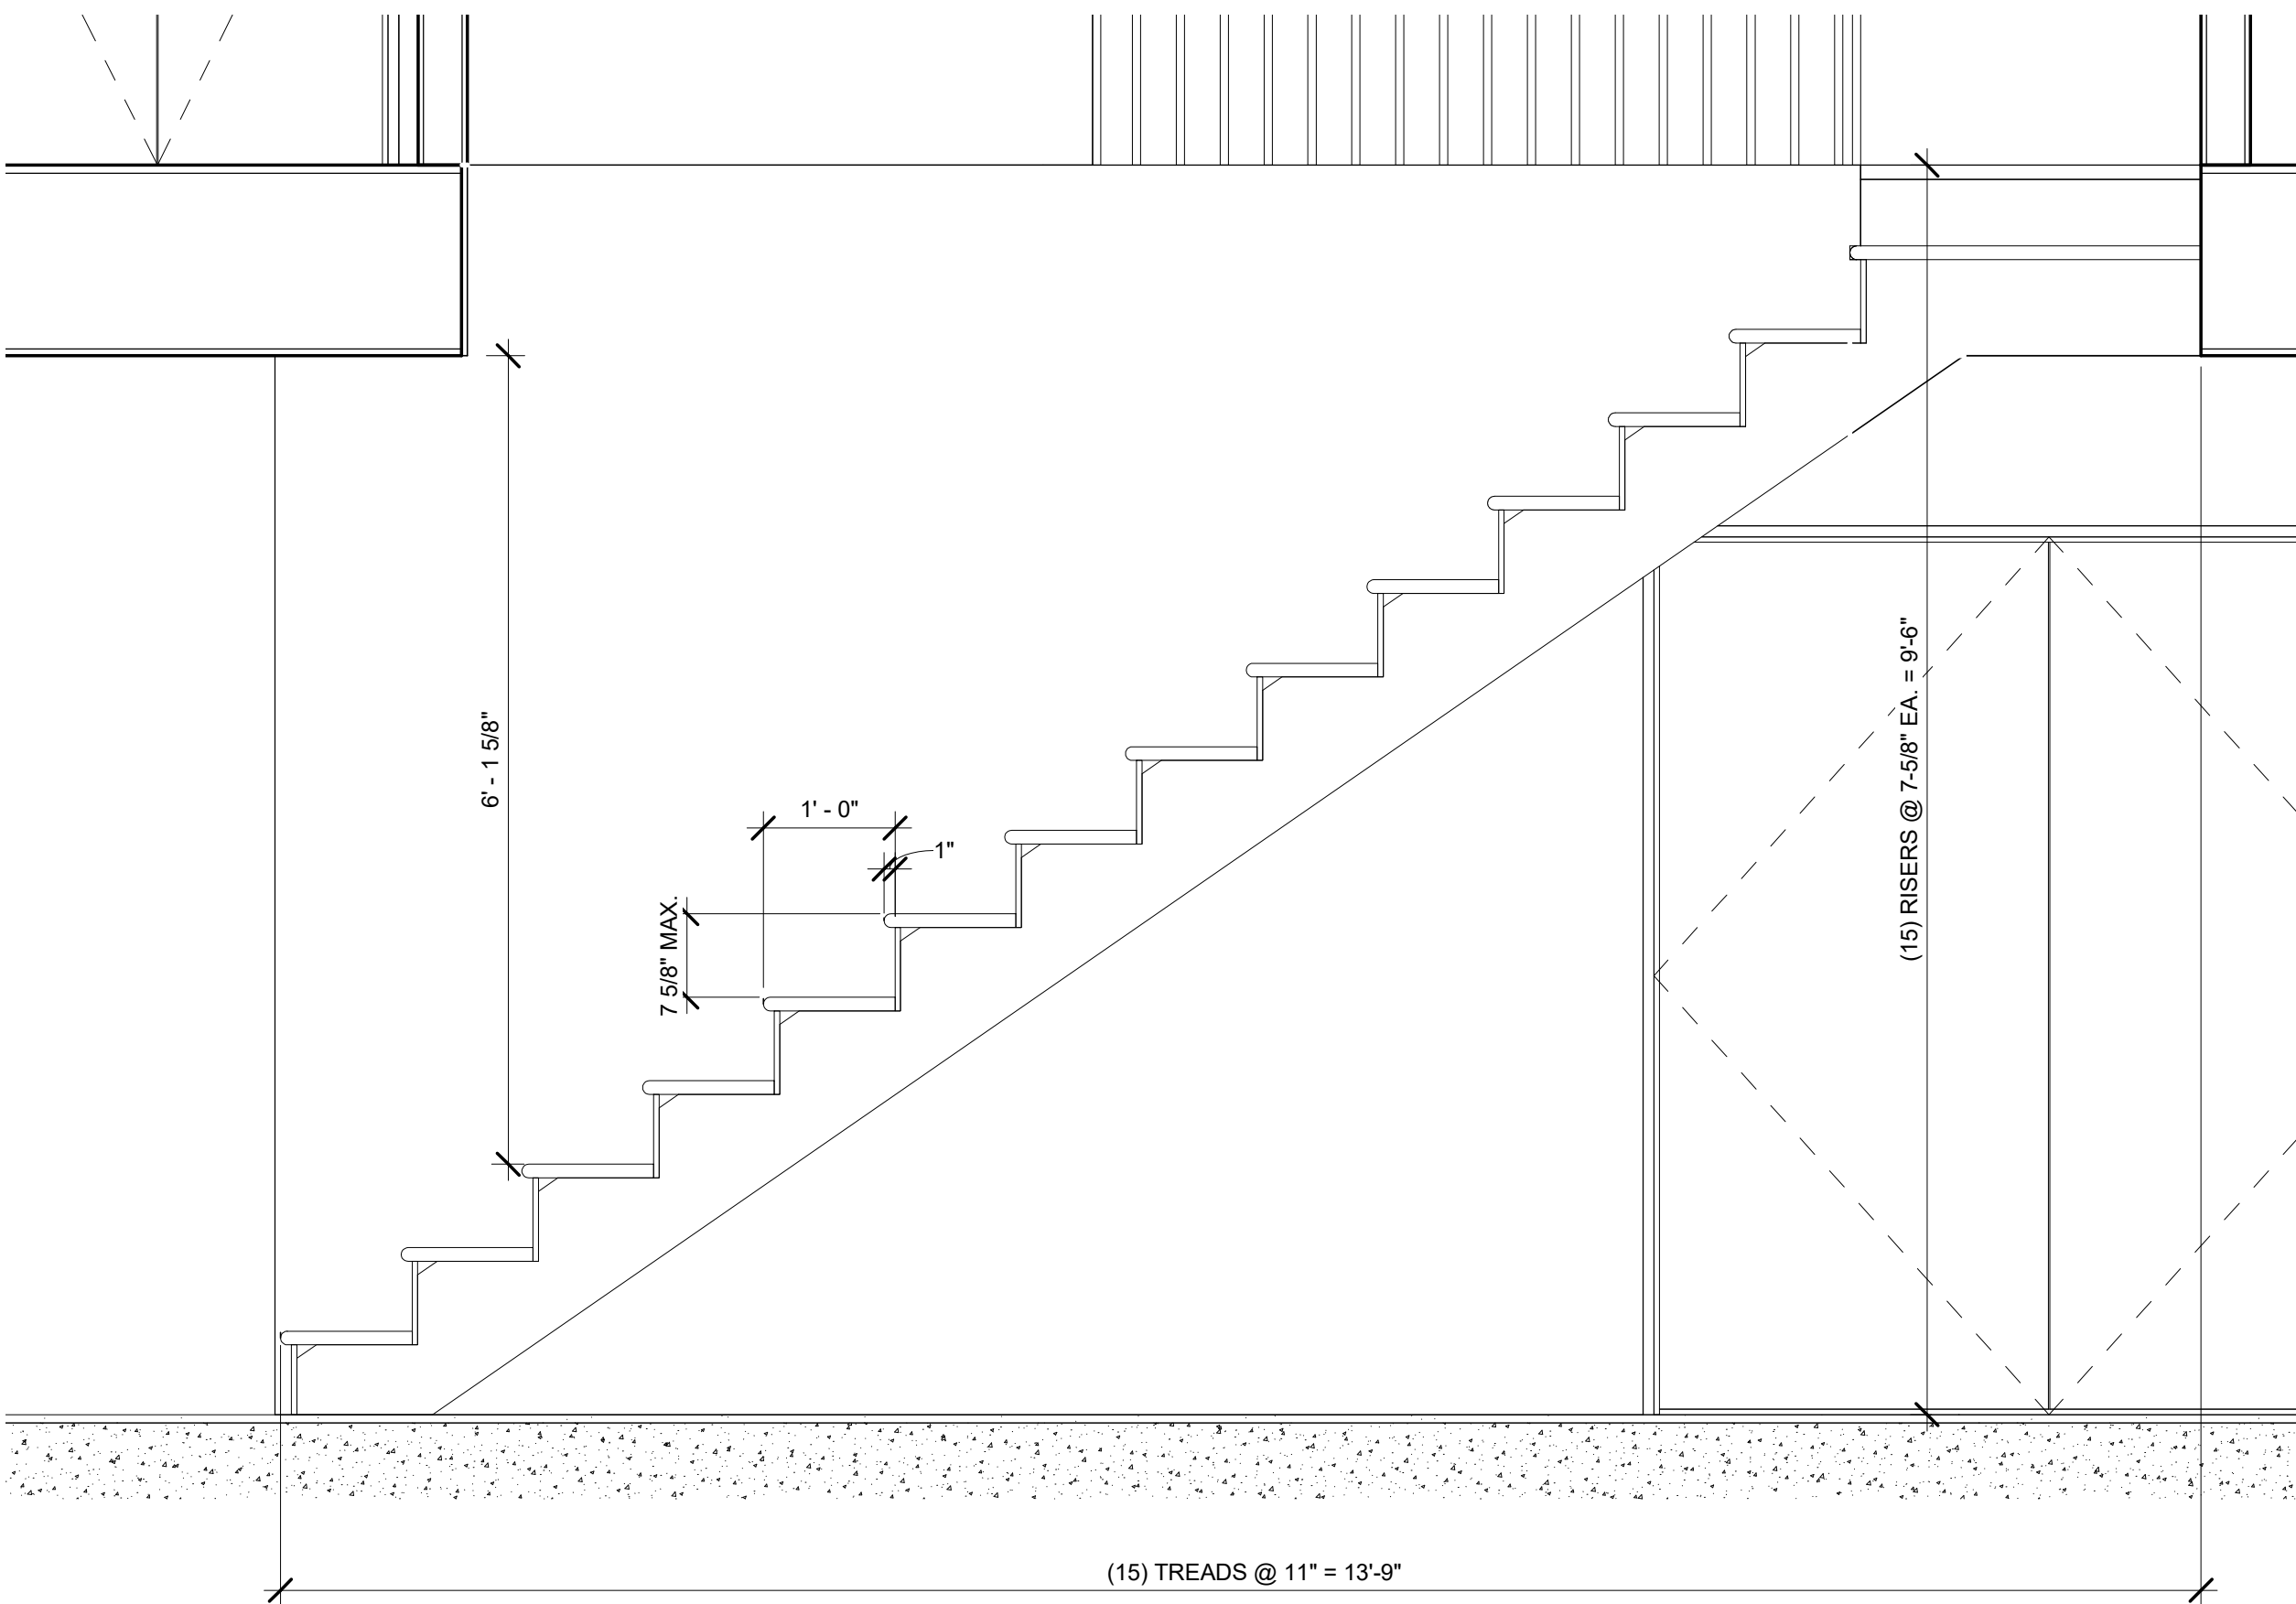 6' - 1 5/8"
1' - 0"
1"
7 5/8" MAX.
(15) RISERS @ 7-5/8" EA. = 9'-6"
(15) TREADS @ 11" = 13'-9"